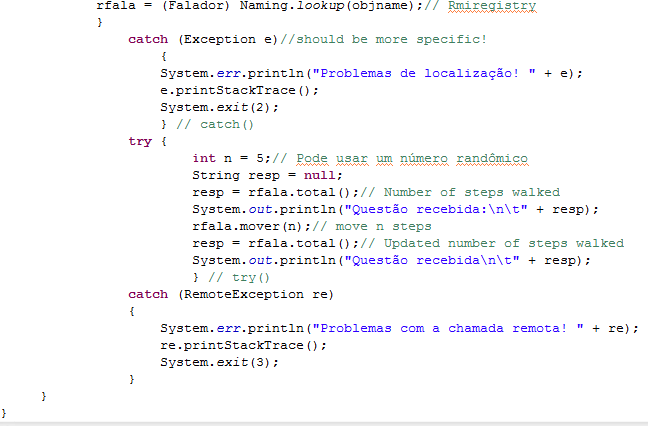 rfala = (Falador) Naming.lookup(objname);// Rmiregistry
}
catch (Exception e)//should be more specific!
{
System.err.println("Problemas de localização! " + e);
e.printStackTrace();
System.exit(2);
} // catch()
try {
int n = 5;// Pode usar um número randômico
String resp = null;
resp = rfala.total();// Number of steps walked
System.out.println("Questão recebida:\n\t" + resp);
rfala.mover(n);// move n steps
resp = rfala.total();// Updated number of steps walked
System.out.println("Questão recebida\n\t" + resp);
} // try()
catch (RemoteException re)
{
System.err.println("Problemas com a chamada remota! " + re);
re.printStackTrace();
System.exit(3);
}
}
}